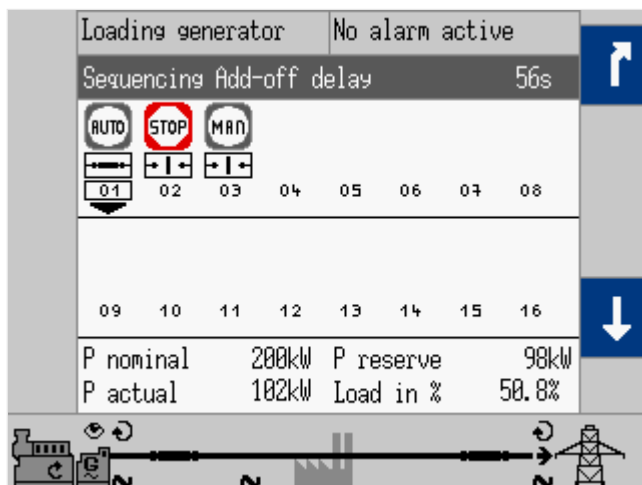 Loading generator No alarm active
Sequencing Add-off delay 56s
AUTO STOP MAN
01 02 03 04 05 06 07 08
09 10 11 12 13 14 15 16
P nominal 200kW P reserve 98kW
P actual 102kW Load in % 50.8%
G